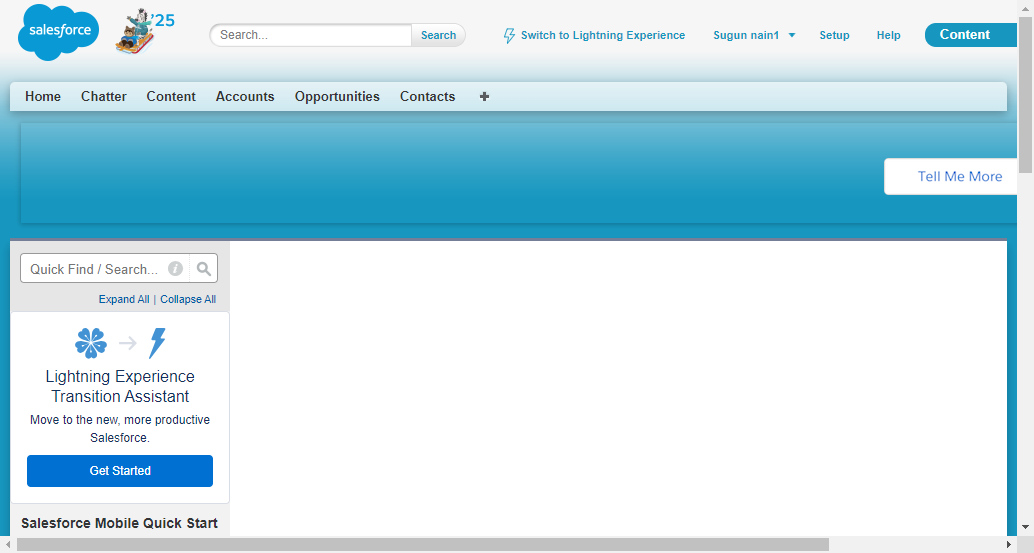 salesforce
'25
Search...
Search
Switch to Lightning Experience
Sugun nain1
Setup
Help
Content
Home
Chatter
Content
Accounts
Opportunities
Contacts
Tell Me More
Quick Find / Search...
Expand All | Collapse All
Lightning Experience
Transition Assistant
Move to the new, more productive
Salesforce.
Get Started
Salesforce Mobile Quick Start